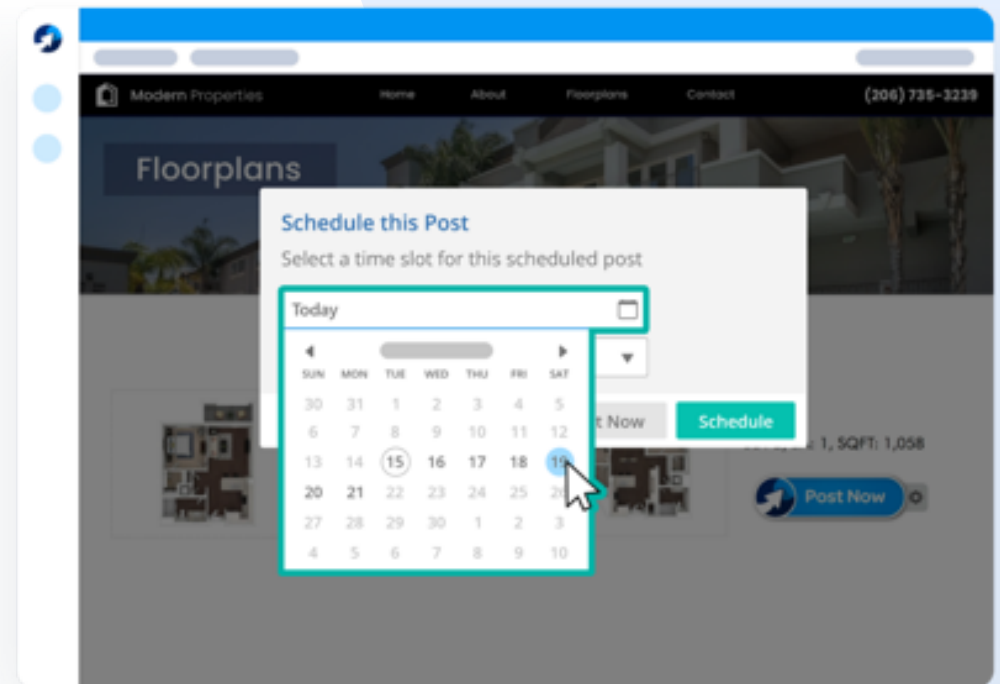 Modern Properties Home About Floorplans Contact (206) 735-3239
Floorplans
Schedule this Post
Select a time slot for this scheduled post
Today
SUN MON TUE WED THU FRI SAT
30 31 1 2 3 4 5
t Now Schedule
6 7 8 9 10 11 12
1, SQFT: 1,058
13 14 15 16 17 18 19
20 21 22 23 24 25 26
Post Now
27 28 29 30 1 2 3
4 5 6 7 8 9 10